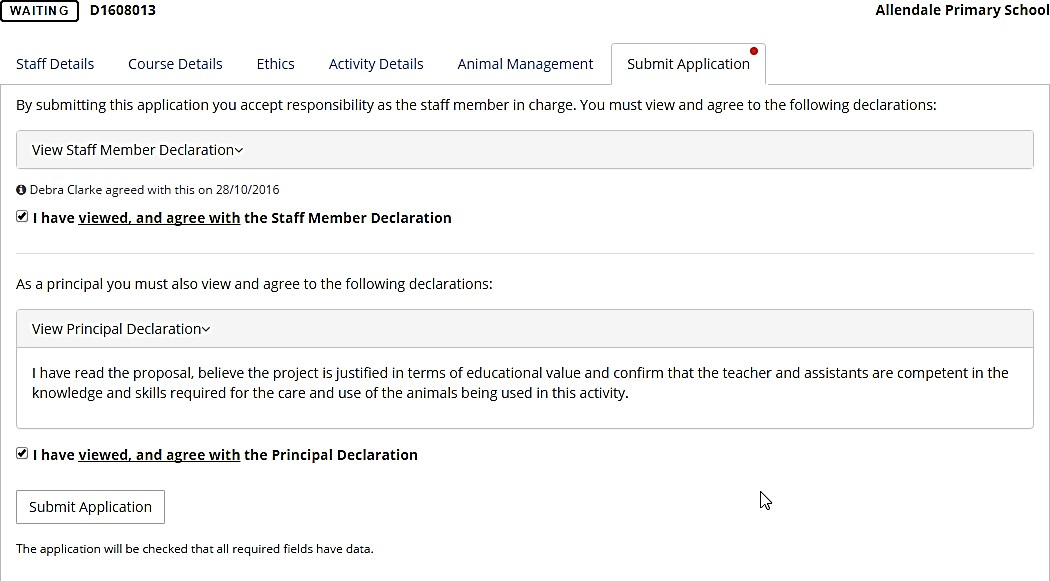 WAITING D1608013 Allendale Primary School
Staff Details Course Details Ethics Activity Details Animal Management Submit Application
By submitting this application you accept responsibility as the staff member in charge. You must view and agree to the following declarations:
View Staff Member Declaration
Debra Clarke agreed with this on 28/10/2016
I have viewed, and agree with the Staff Member Declaration
As a principal you must also view and agree to the following declarations:
View Principal Declaration
I have read the proposal, believe the project is justified in terms of educational value and confirm that the teacher and assistants are competent in the
knowledge and skills required for the care and use of the animals being used in this activity.
I have viewed, and agree with the Principal Declaration
Submit Application
The application will be checked that all required fields have data.